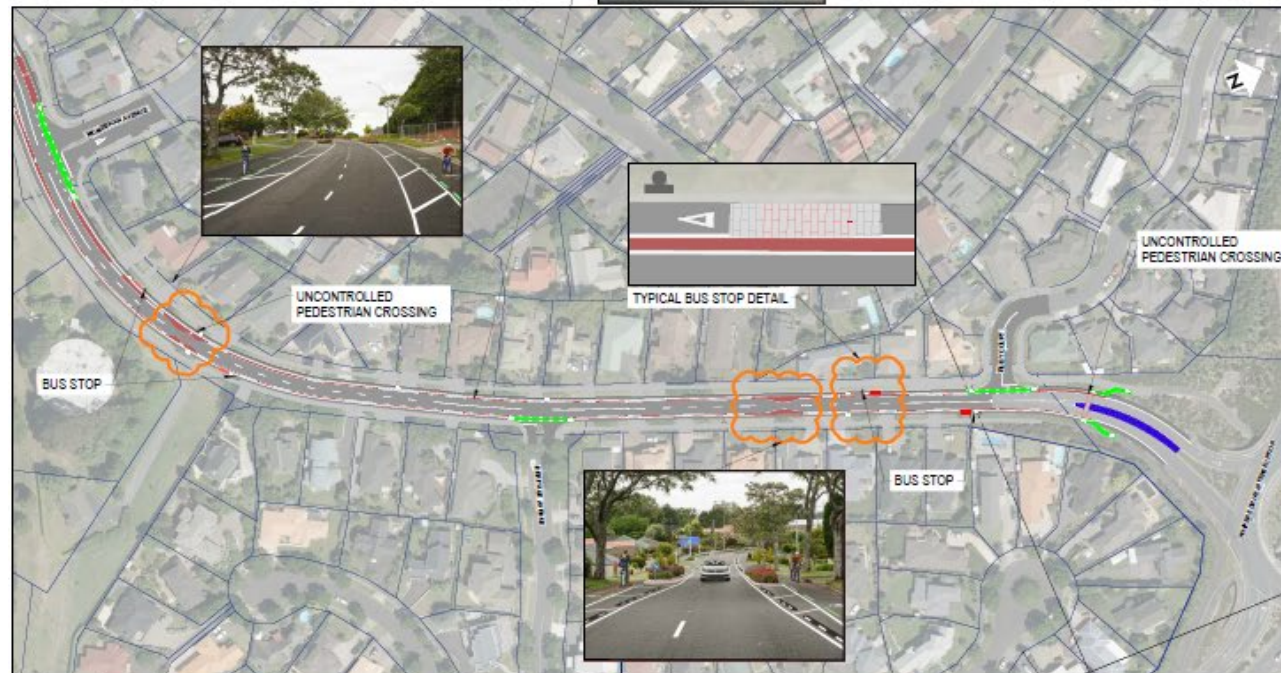 N
UNCONTROLLED
PEDESTRIAN CROSSING
UNCONTROLLED
PEDESTRIAN CROSSING
TYPICAL BUS STOP DETAIL
BUS STOP
BUS STOP